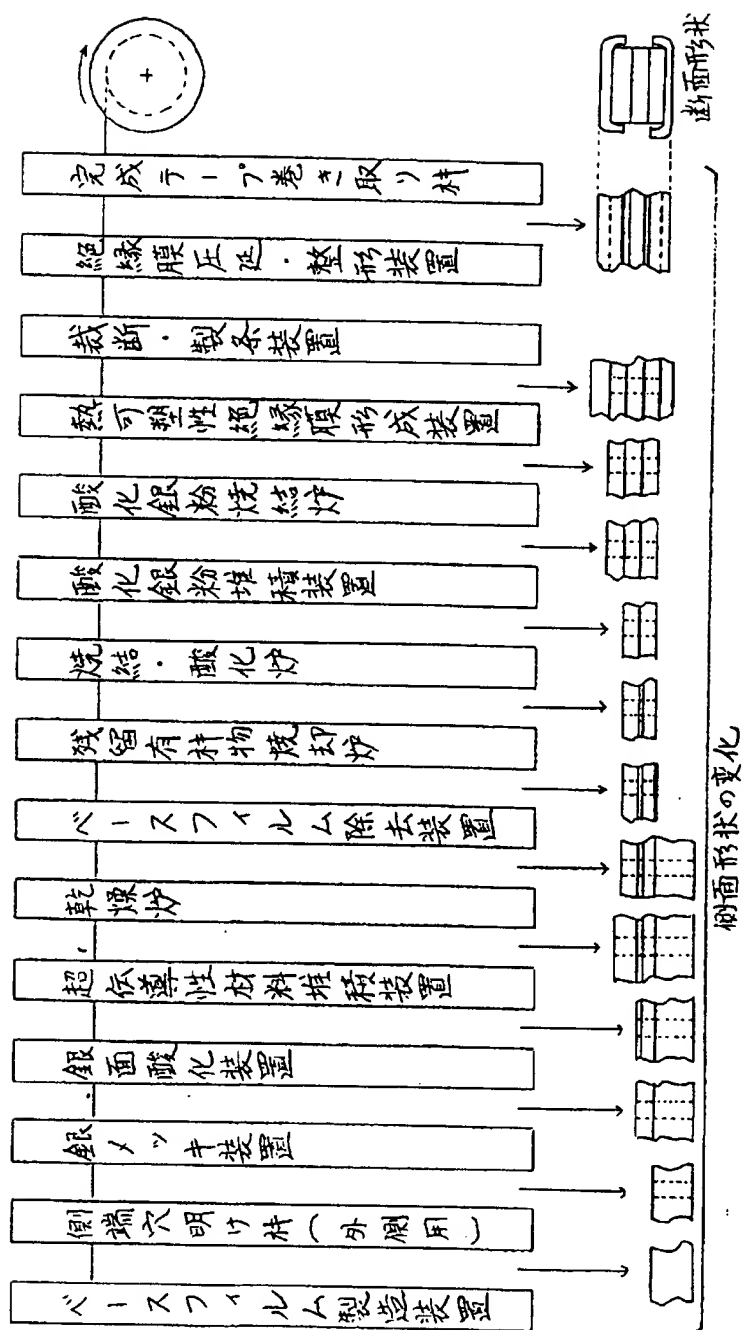 ベースフィルム製造装置
側端穴明け枠(外側用)
銀メッキ装置
銀面酸化装置
超伝導性材料堆積装置
乾燥炉
ベースフィルム除去装置
残留有枠物焼却炉
焼結・酸化炉
酸化銀粉堆積装置
酸化銀粉焼結炉
熱可塑性絶縁膜形成装置
裁断・製条装置
絶縁膜圧延・整形装置
完成テープ巻き取り枠
側面形状の変化
断面形状